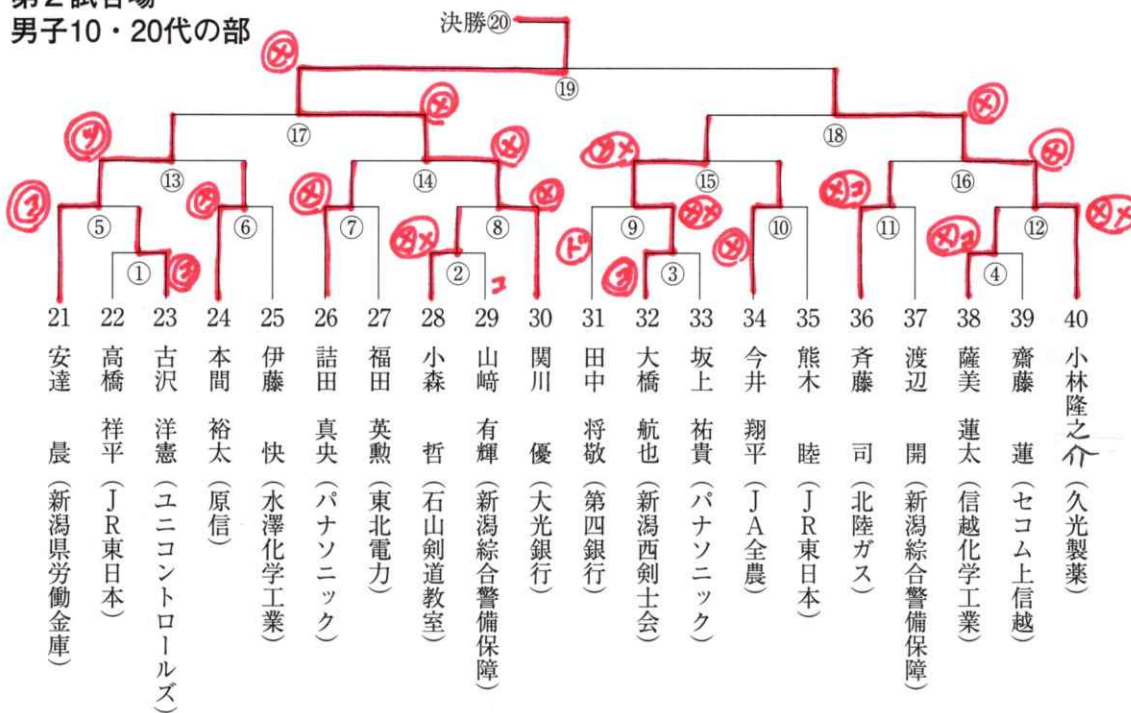 第２試合場
男子10・20代の部
決勝⑳
⑲
⑰
⑱
⑬
⑭
⑮
⑯
⑤
⑥
⑦
⑧
⑨
⑩
⑪
⑫
①
②
③
④
コ
21 安達 晨（新潟県労働金庫）
22 高橋 祥平（ＪＲ東日本）
23 古沢 洋憲（ユニコントロールズ）
24 本間 裕太（原信）
25 伊藤 快（水澤化学工業）
26 詰田 真央（パナソニック）
27 福田 英勲（東北電力）
28 小森 哲（石山剣道教室）
29 山﨑 有輝（新潟綜合警備保障）
30 関川 優（大光銀行）
31 田中 将敬（第四銀行）
32 大橋 航也（新潟西剣士会）
33 坂上 祐貴（パナソニック）
34 今井 翔平（ＪＡ全農）
35 熊木 睦（ＪＲ東日本）
36 斉藤 司（北陸ガス）
37 渡辺 開（新潟綜合警備保障）
38 薩美 蓮太（信越化学工業）
39 齋藤 蓮（セコム上信越）
40 小林隆之介（久光製薬）